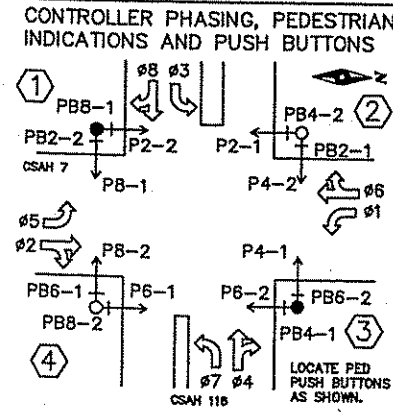 CONTROLLER PHASING, PEDESTRIAN
INDICATIONS AND PUSH BUTTONS
1
ø8 ø3
N
PB8-1
PB4-2
2
PB2-2
P2-2
P2-1
PB2-1
CSAH 7
P8-1
P4-2
ø6
ø5
ø1
ø2
P8-2
P4-1
PB6-1
P6-1
P6-2
PB6-2
PB8-2
PB4-1
3
4
ø7 ø4
LOCATE PED
PUSH BUTTONS
AS SHOWN.
CSAH 116